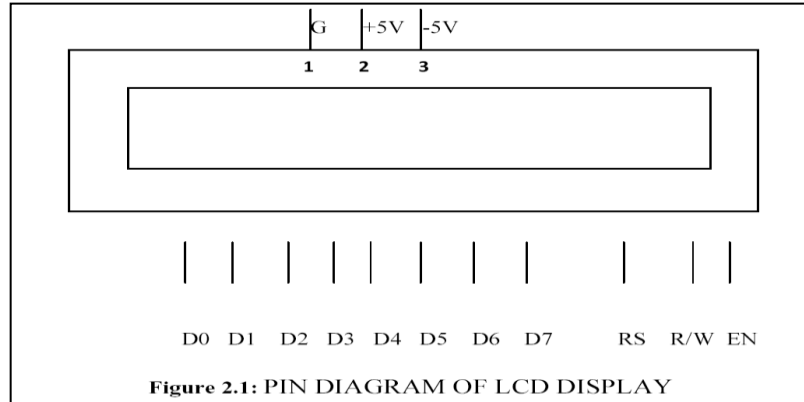 G +5V -5V
1 2 3
D0 D1 D2 D3 D4 D5 D6 D7 RS R/W EN
Figure 2.1: PIN DIAGRAM OF LCD DISPLAY